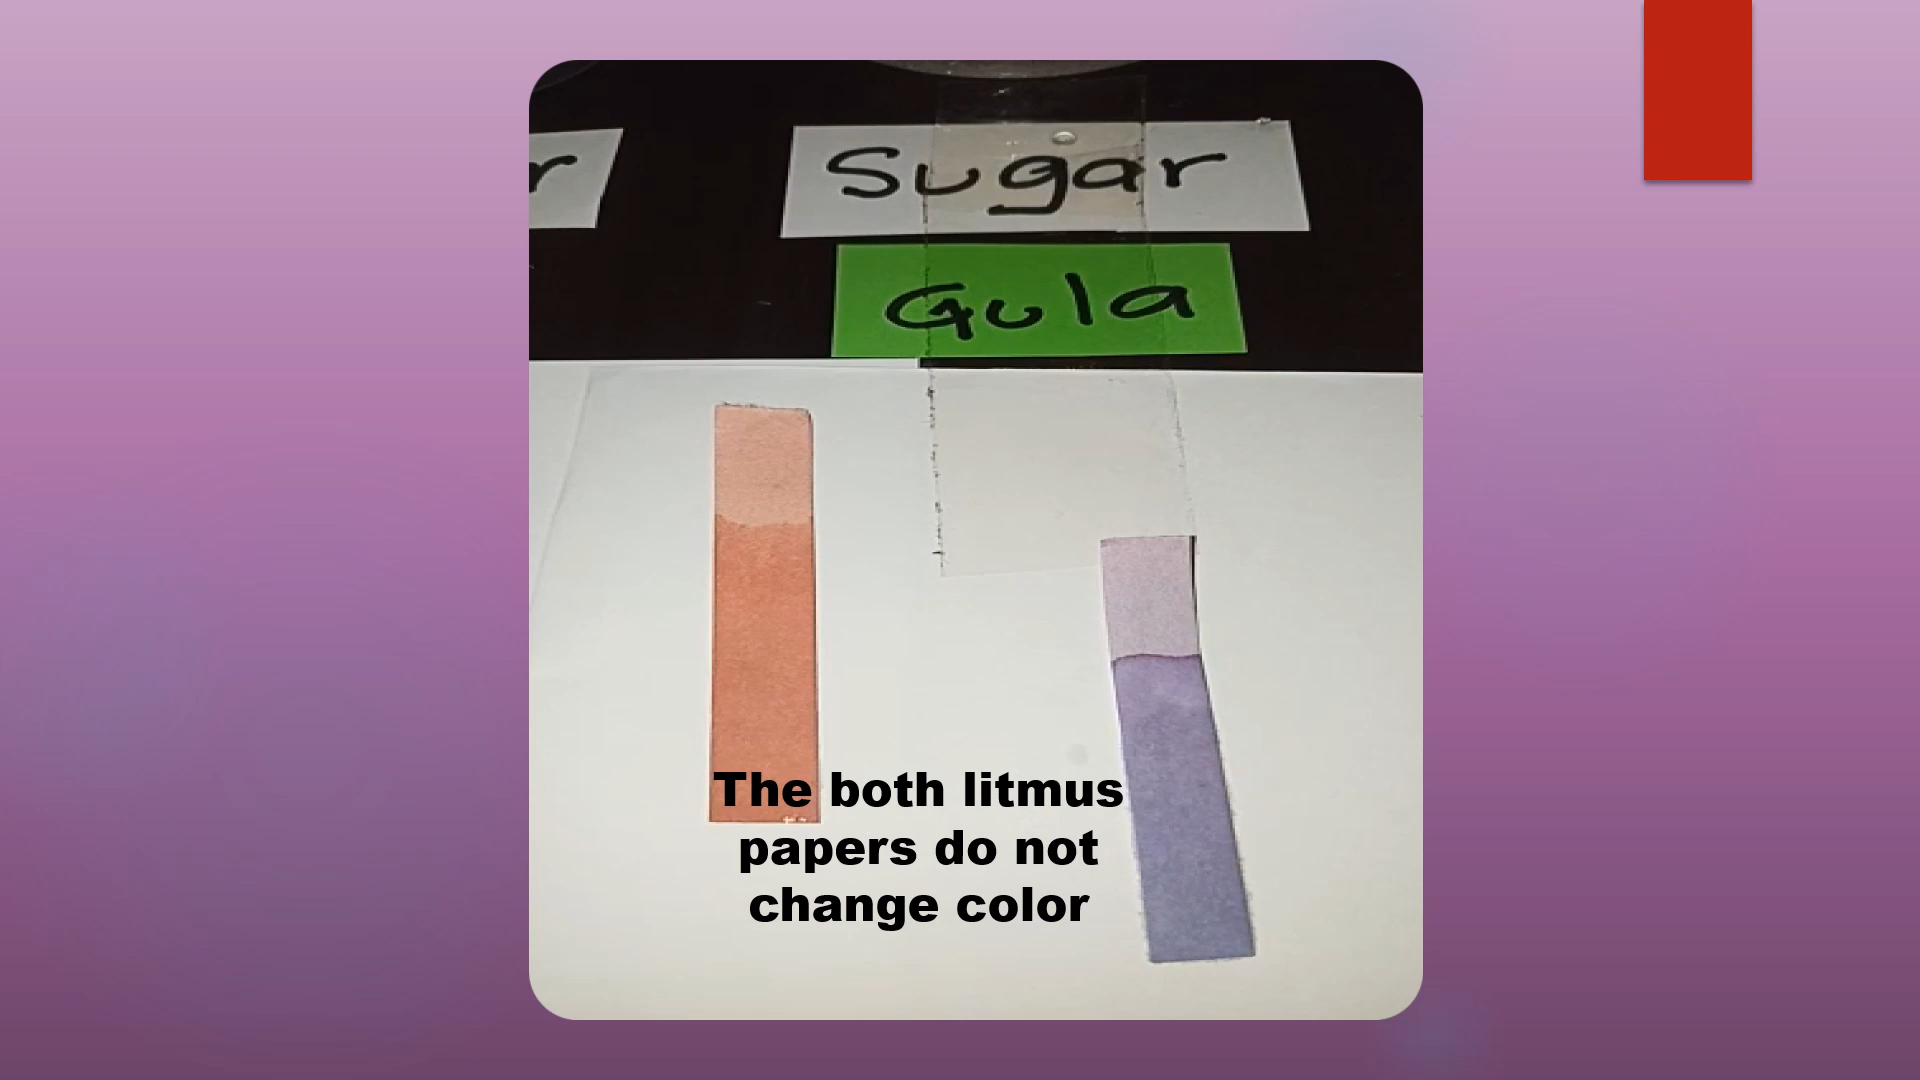 r
Sugar
Gula
The both litmus
papers do not
change color